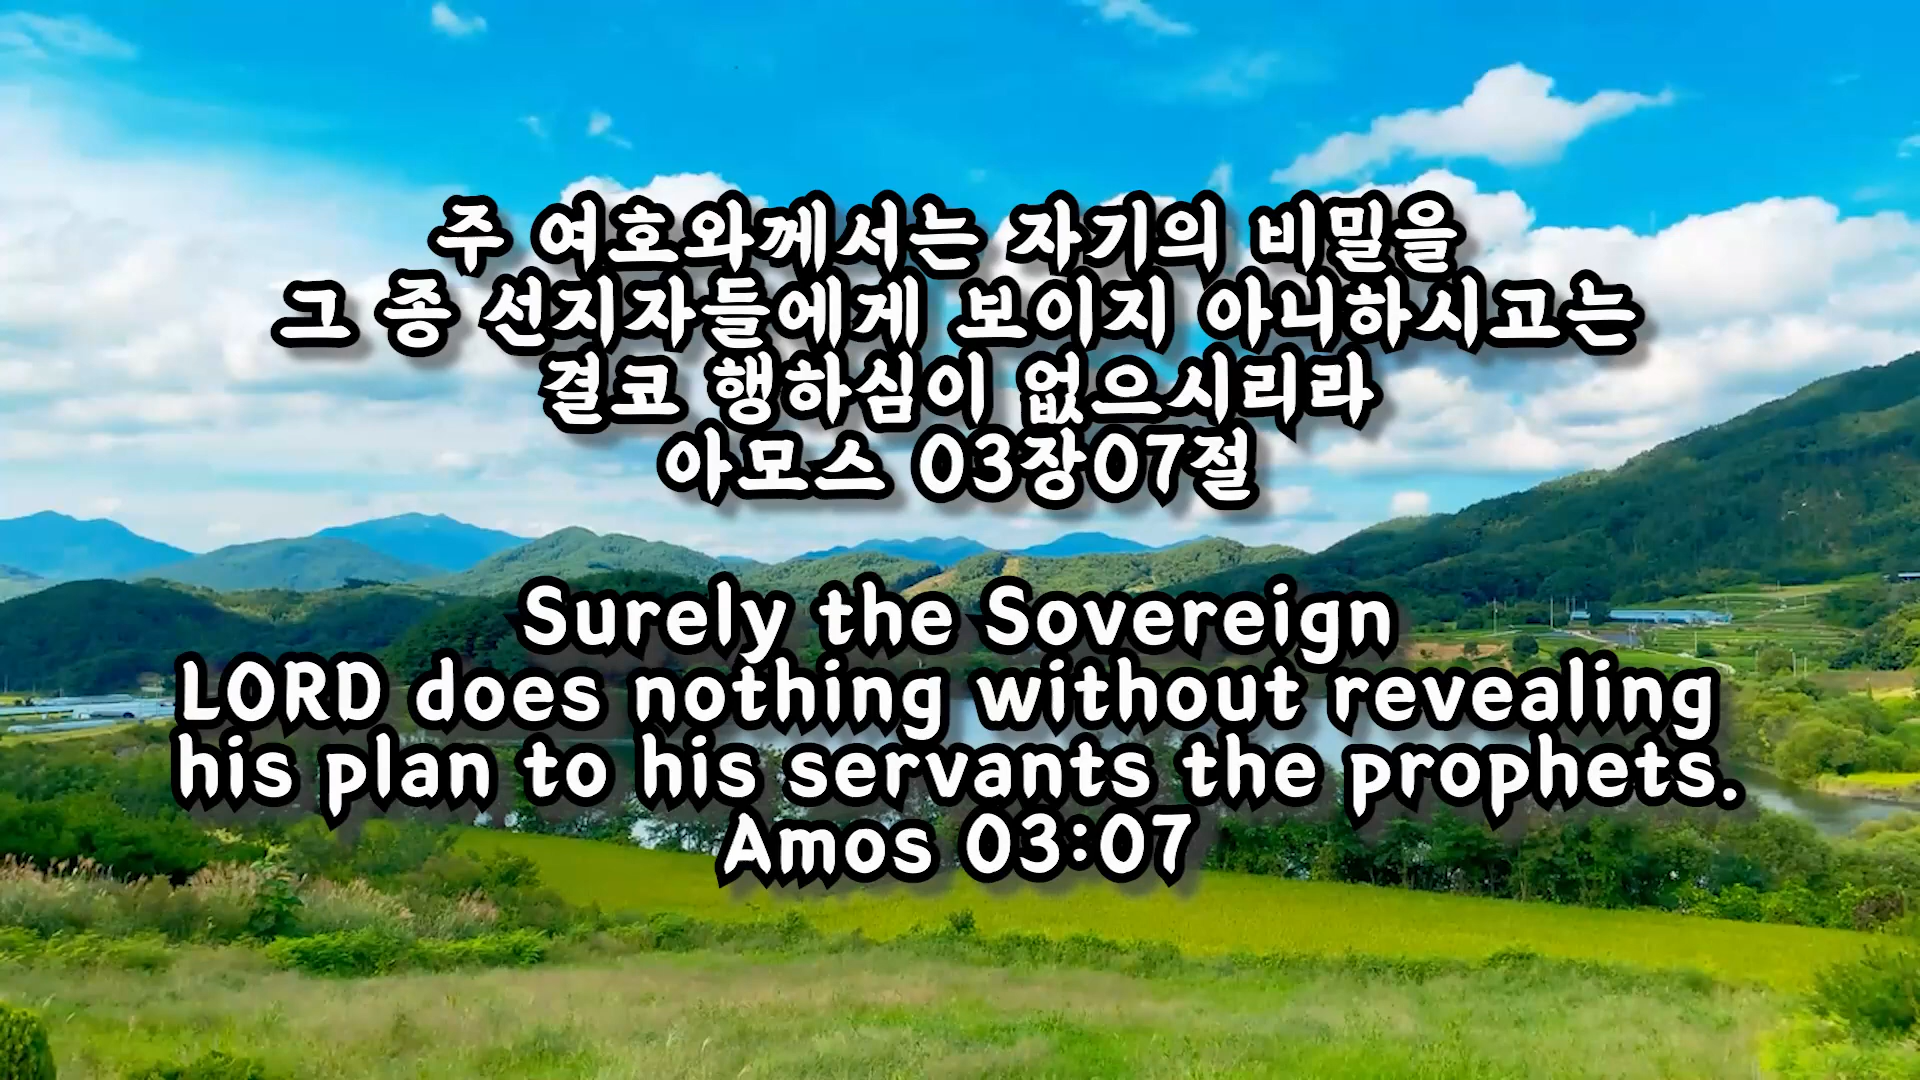 주 여호와께서는 자기의 비밀을
그 종 선지자들에게 보이지 아니하시고는
결코 행하심이 없으시리라
아모스 03장07절
Surely the Sovereign
LORD does nothing without revealing
his plan to his servants the prophets.
Amos 03:07